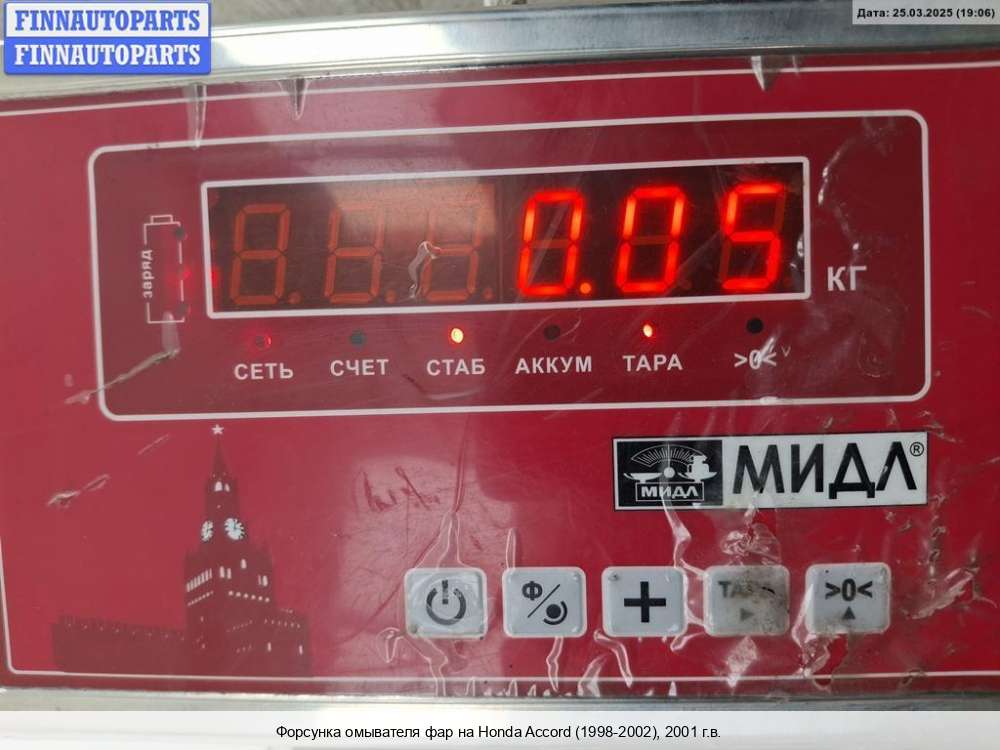 FINNAUTOPARTS
FINNAUTOPARTS
Дата: 25.03.2025 (19:06)
заряд
0.05
КГ
СЕТЬ СЧЕТ СТАБ АККУМ ТАРА >0<
МИДЛ МИДЛ®
Ф/ + >0<
Форсунка омывателя фар на Honda Accord (1998-2002), 2001 г.в.